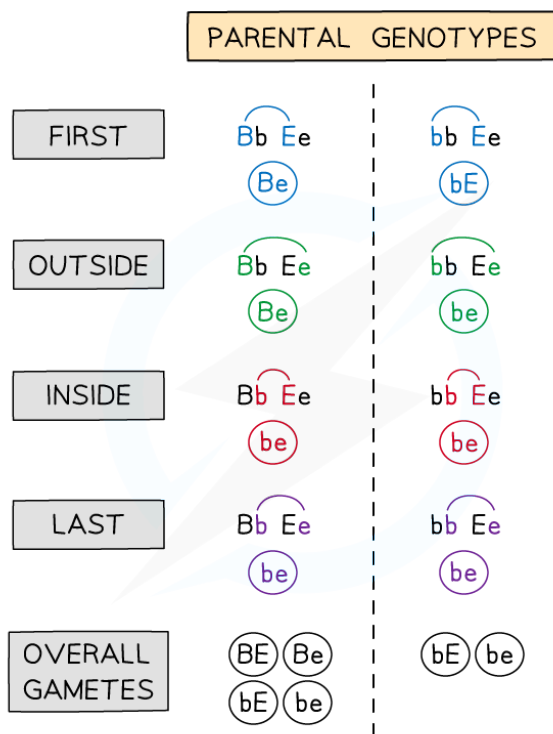 PARENTAL GENOTYPES
FIRST
Bb Ee
bb Ee
Be
bE
OUTSIDE
Bb Ee
bb Ee
Be
be
INSIDE
Bb Ee
bb Ee
be
be
LAST
Bb Ee
bb Ee
be
be
OVERALL
GAMETES
BE Be
bE be
bE be